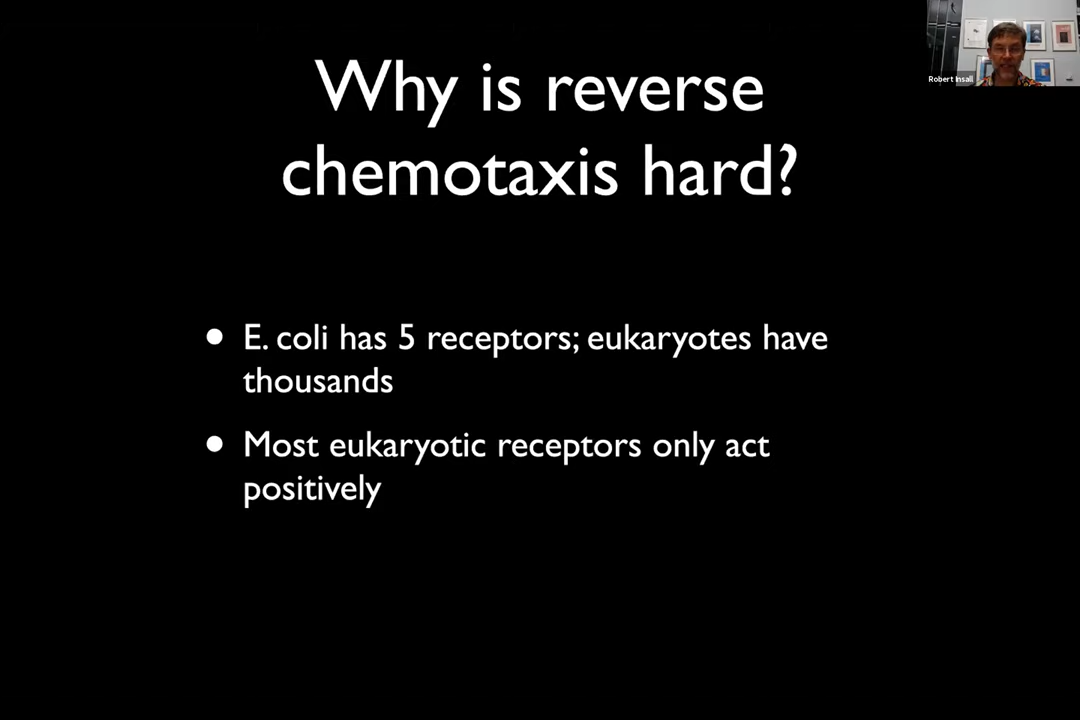 Why is reverse
chemotaxis hard?
Robert Insall
• E. coli has 5 receptors; eukaryotes have
thousands
• Most eukaryotic receptors only act
positively